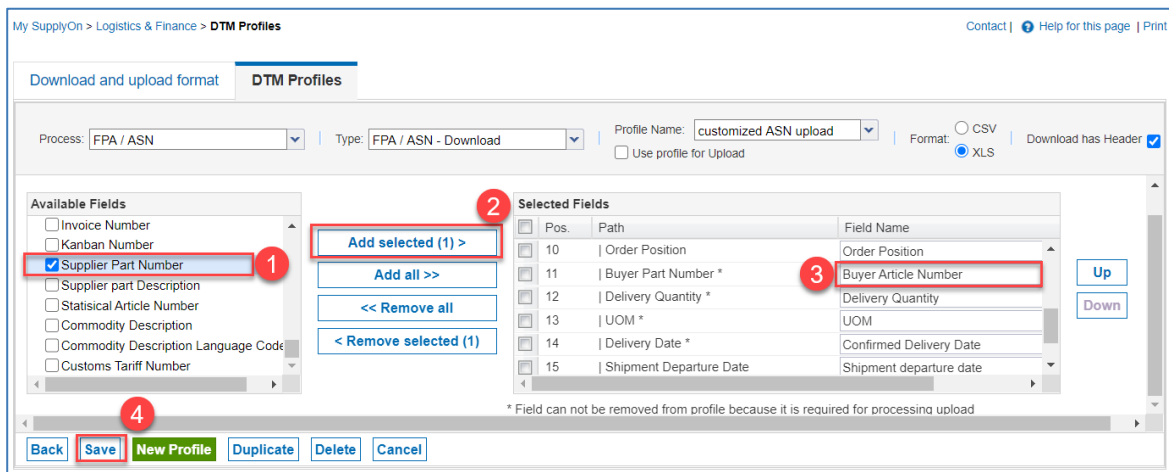 My SupplyOn > Logistics & Finance > DTM Profiles
Contact | Help for this page | Print
Download and upload format
DTM Profiles
Process: FPA / ASN
Type: FPA / ASN - Download
Profile Name: customized ASN upload
Use profile for Upload
Format: CSV
XLS
Download has Header
Available Fields
Invoice Number
Kanban Number
Supplier Part Number
1
Supplier part Description
Statisical Article Number
Commodity Description
Commodity Description Language Code
Customs Tariff Number
2
Add selected (1) >
Add all >>
<< Remove all
< Remove selected (1)
Selected Fields
Pos. Path Field Name
10 | Order Position Order Position
11 | Buyer Part Number * 3 Buyer Article Number
12 | Delivery Quantity * Delivery Quantity
13 | UOM * UOM
14 | Delivery Date * Confirmed Delivery Date
15 | Shipment Departure Date Shipment departure date
Up
Down
* Field can not be removed from profile because it is required for processing upload
4
Back Save New Profile Duplicate Delete Cancel